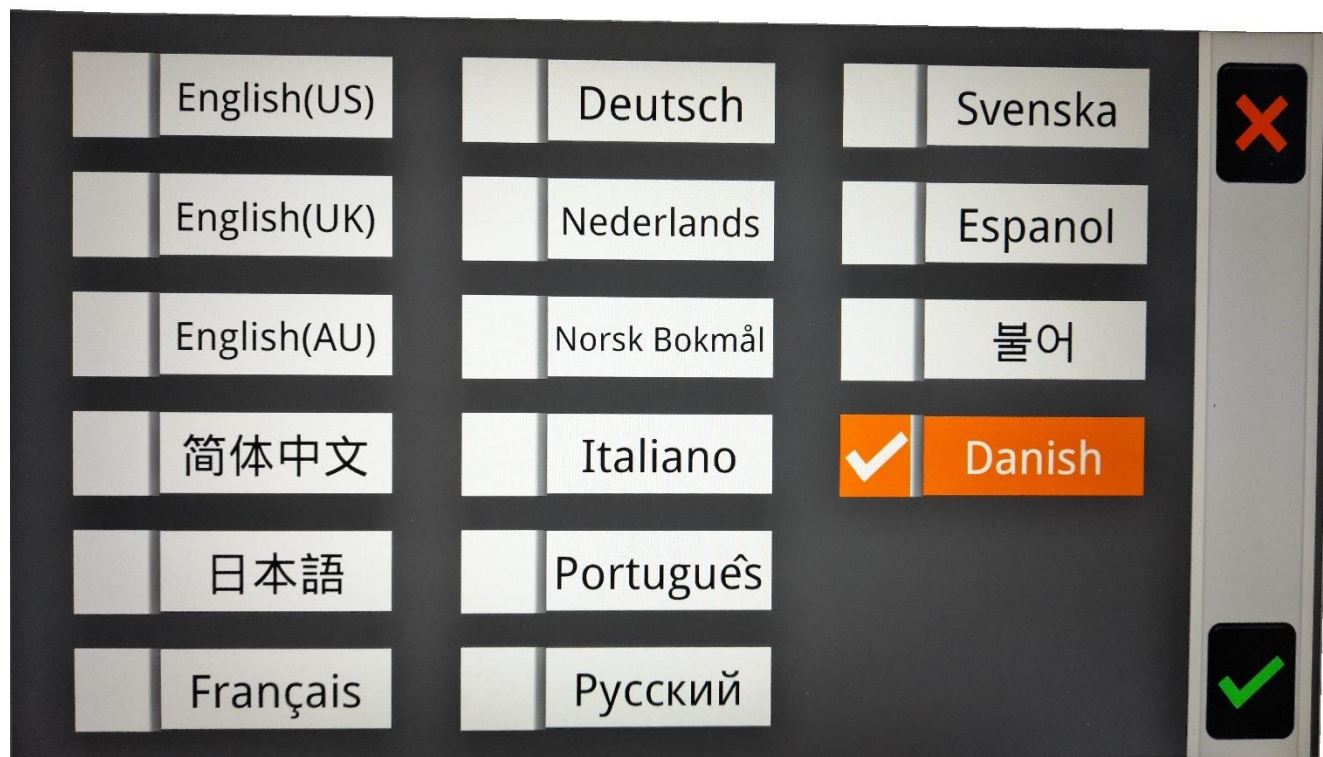 English(US)
English(UK)
English(AU)
简体中文
日本語
Français
Deutsch
Nederlands
Norsk Bokmål
Italiano
Português
Русский
Svenska
Espanol
불어
Danish